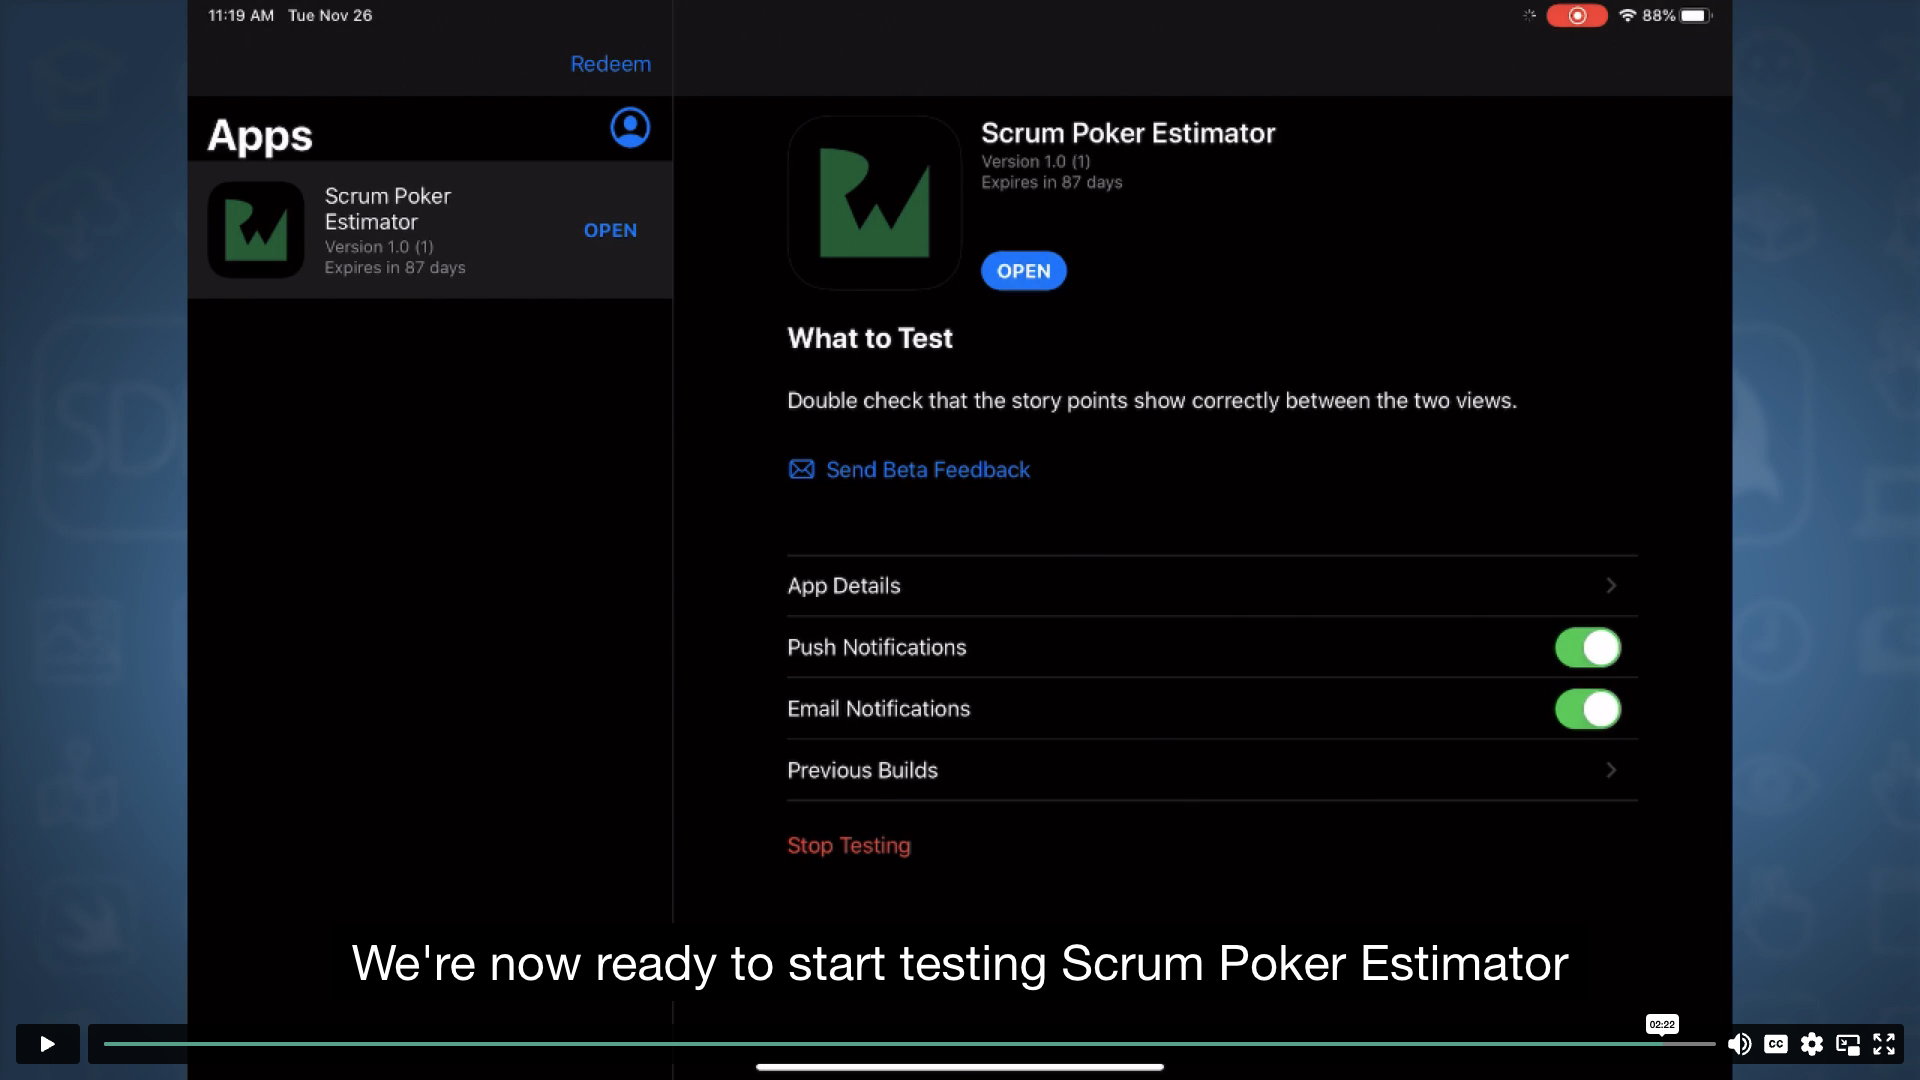 11:19 AM Tue Nov 26
88%
Redeem
Apps
Scrum Poker
Estimator
Version 1.0 (1)
Expires in 87 days
OPEN
Scrum Poker Estimator
Version 1.0 (1)
Expires in 87 days
OPEN
What to Test
Double check that the story points show correctly between the two views.
Send Beta Feedback
App Details
Push Notifications
Email Notifications
Previous Builds
Stop Testing
We're now ready to start testing Scrum Poker Estimator
02:22
CC
SD